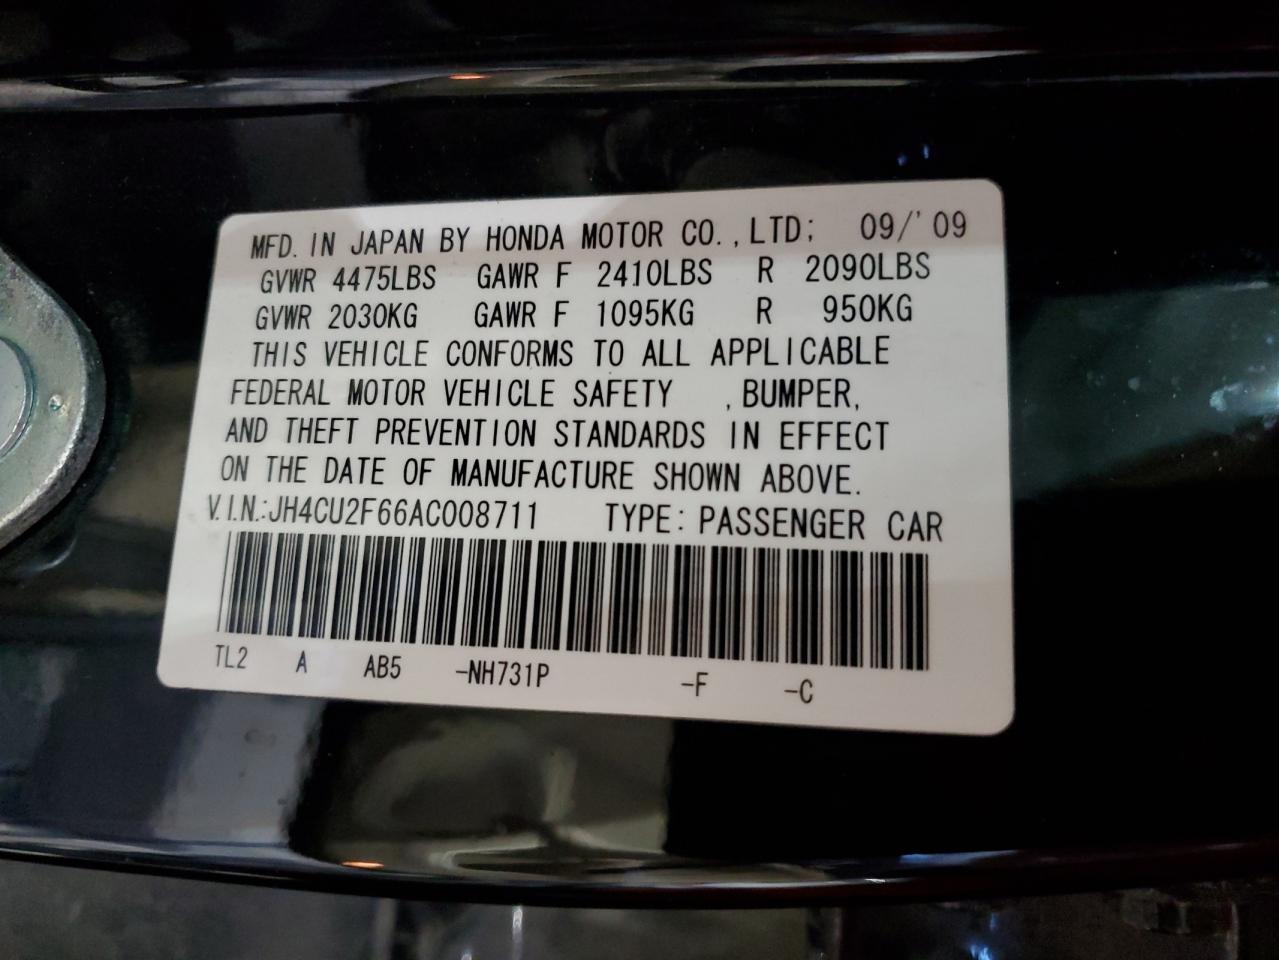 MFD. IN JAPAN BY HONDA MOTOR CO.,LTD; 09/'09
GVWR 4475LBS GAWR F 2410LBS R 2090LBS
GVWR 2030KG GAWR F 1095KG R 950KG
THIS VEHICLE CONFORMS TO ALL APPLICABLE
FEDERAL MOTOR VEHICLE SAFETY ,BUMPER,
AND THEFT PREVENTION STANDARDS IN EFFECT
ON THE DATE OF MANUFACTURE SHOWN ABOVE.
V.I.N.:JH4CU2F66AC008711 TYPE:PASSENGER CAR
TL2 A AB5 -NH731P -F -C